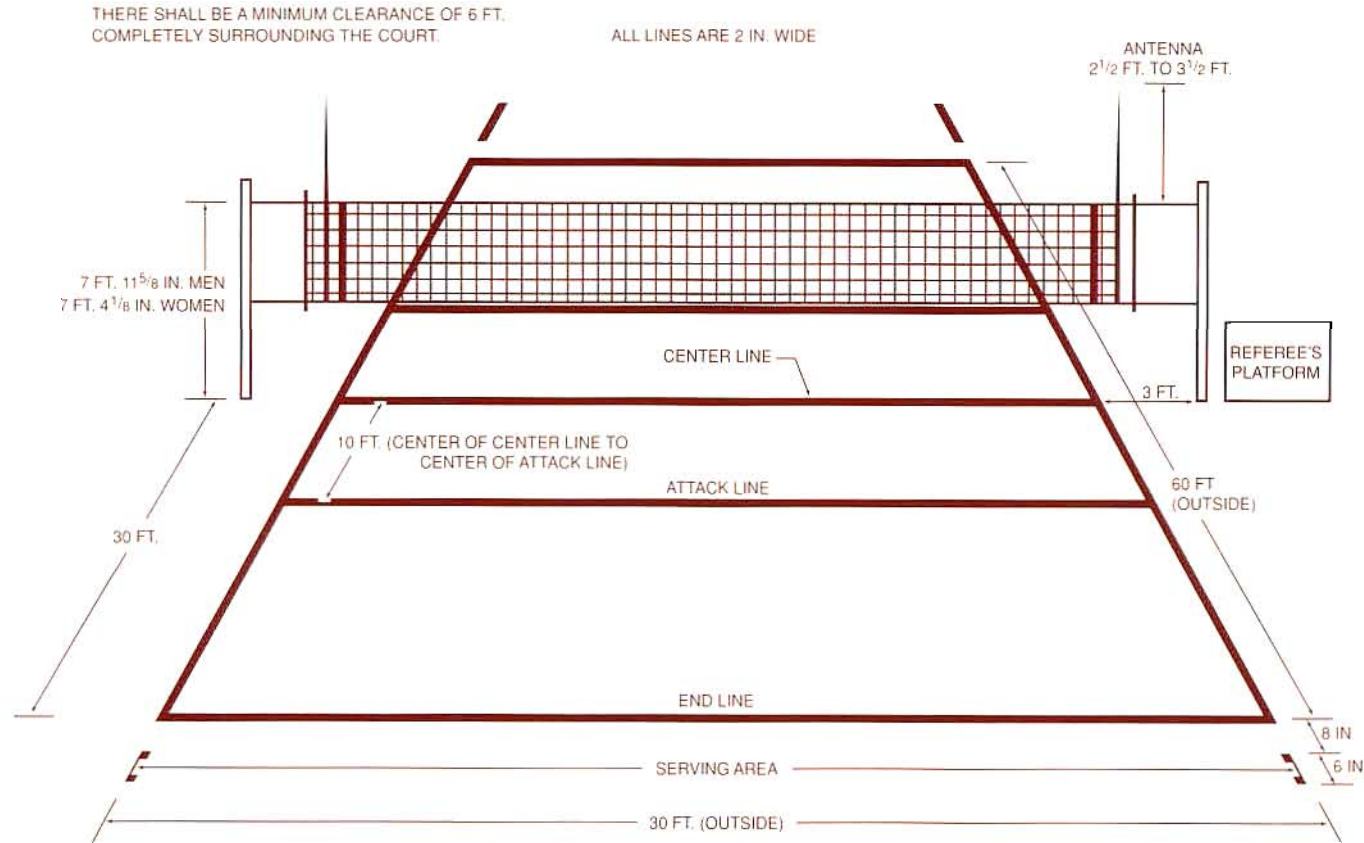 THERE SHALL BE A MINIMUM CLEARANCE OF 6 FT.
COMPLETELY SURROUNDING THE COURT.
ALL LINES ARE 2 IN. WIDE
ANTENNA
2 1/2 FT. TO 3 1/2 FT.
7 FT. 11 5/8 IN. MEN
7 FT. 4 1/8 IN. WOMEN
CENTER LINE
REFEREE'S
PLATFORM
3 FT.
10 FT. (CENTER OF CENTER LINE TO
CENTER OF ATTACK LINE)
ATTACK LINE
60 FT
(OUTSIDE)
30 FT.
END LINE
8 IN
SERVING AREA
6 IN
30 FT. (OUTSIDE)